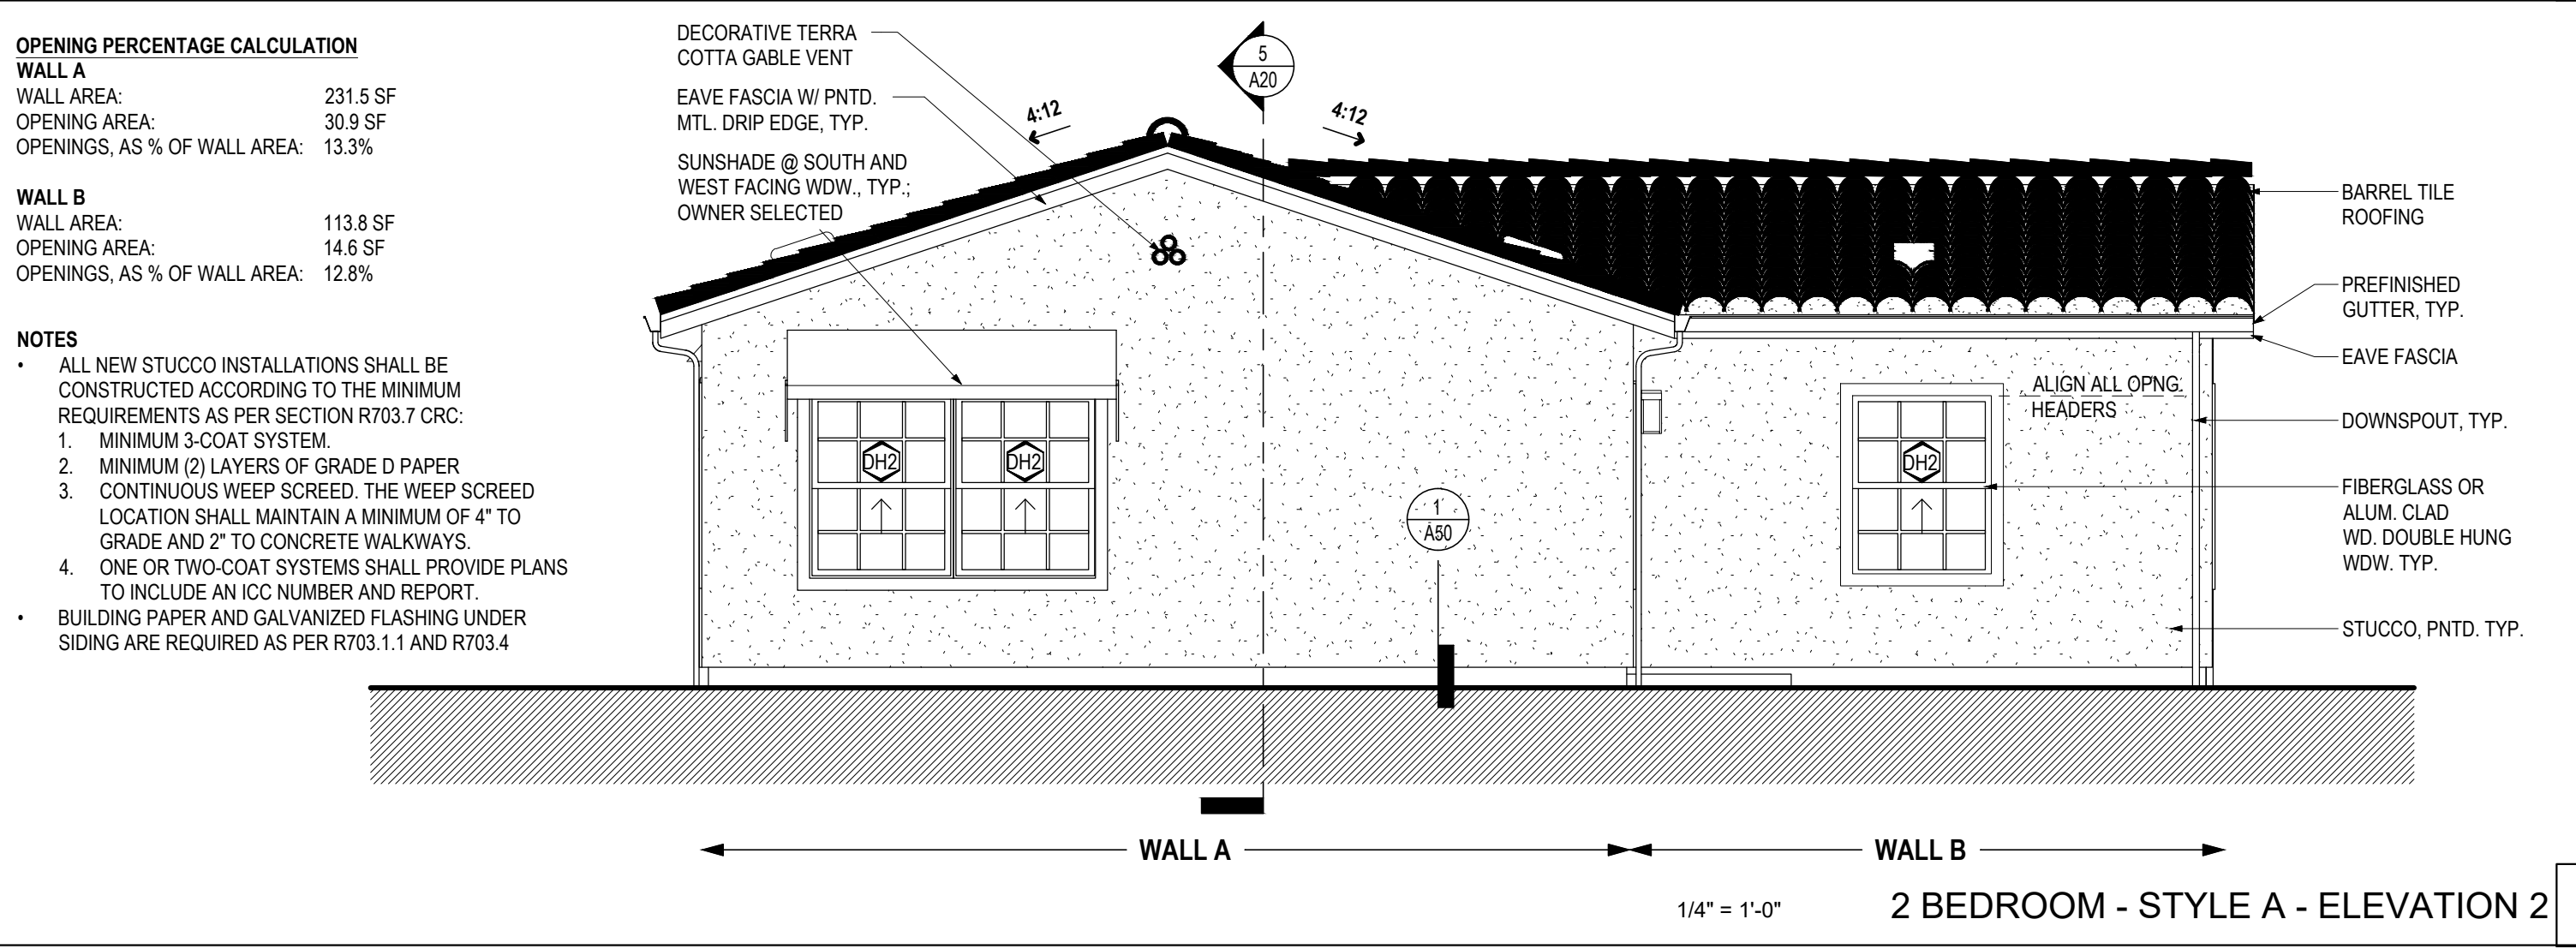 OPENING PERCENTAGE CALCULATION
WALL A
WALL AREA: 231.5 SF
OPENING AREA: 30.9 SF
OPENINGS, AS % OF WALL AREA: 13.3%
WALL B
WALL AREA: 113.8 SF
OPENING AREA: 14.6 SF
OPENINGS, AS % OF WALL AREA: 12.8%
NOTES
• ALL NEW STUCCO INSTALLATIONS SHALL BE
CONSTRUCTED ACCORDING TO THE MINIMUM
REQUIREMENTS AS PER SECTION R703.7 CRC:
1. MINIMUM 3-COAT SYSTEM.
2. MINIMUM (2) LAYERS OF GRADE D PAPER
3. CONTINUOUS WEEP SCREED. THE WEEP SCREED
LOCATION SHALL MAINTAIN A MINIMUM OF 4" TO
GRADE AND 2" TO CONCRETE WALKWAYS.
4. ONE OR TWO-COAT SYSTEMS SHALL PROVIDE PLANS
TO INCLUDE AN ICC NUMBER AND REPORT.
• BUILDING PAPER AND GALVANIZED FLASHING UNDER
SIDING ARE REQUIRED AS PER R703.1.1 AND R703.4
DECORATIVE TERRA
COTTA GABLE VENT
EAVE FASCIA W/ PNTD.
MTL. DRIP EDGE, TYP.
SUNSHADE @ SOUTH AND
WEST FACING WDW., TYP.;
OWNER SELECTED
4:12
5
A20
4:12
DH2
DH2
1
A50
DH2
ALIGN ALL OPNG.
HEADERS
BARREL TILE
ROOFING
PREFINISHED
GUTTER, TYP.
EAVE FASCIA
DOWNSPOUT, TYP.
FIBERGLASS OR
ALUM. CLAD
WD. DOUBLE HUNG
WDW. TYP.
STUCCO, PNTD. TYP.
WALL A
WALL B
1/4" = 1'-0"
2 BEDROOM - STYLE A - ELEVATION 2